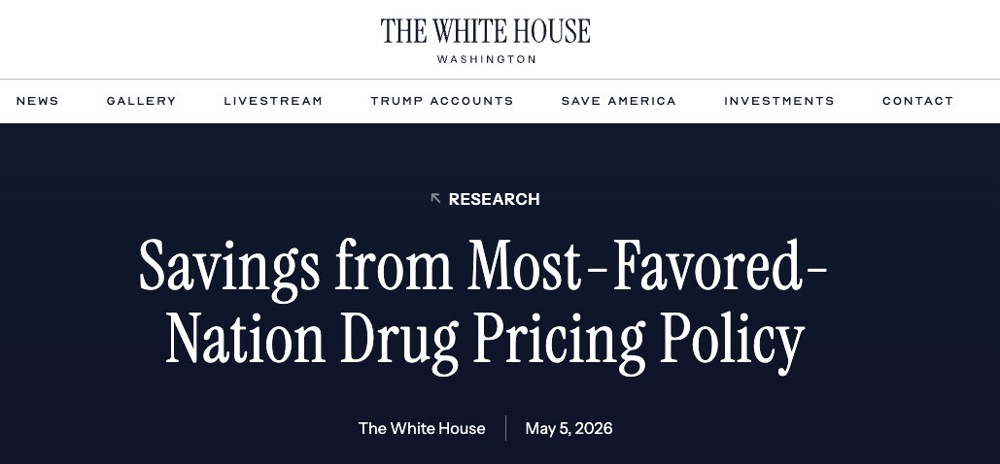 THE WHITE HOUSE
WASHINGTON
NEWS GALLERY LIVESTREAM TRUMP ACCOUNTS SAVE AMERICA INVESTMENTS CONTACT
RESEARCH
Savings from Most-Favored-
Nation Drug Pricing Policy
The White House May 5, 2026